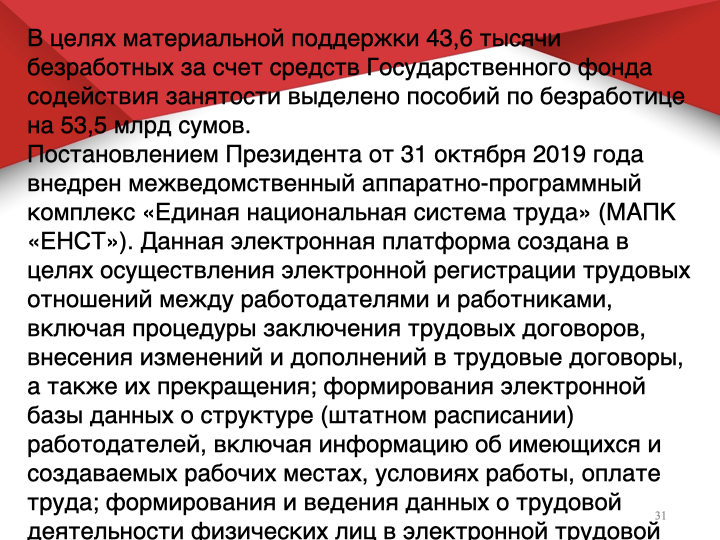 В целях материальной поддержки 43,6 тысячи
безработных за счет средств Государственного фонда
содействия занятости выделено пособий по безработице
на 53,5 млрд сумов.
Постановлением Президента от 31 октября 2019 года
внедрен межведомственный аппаратно-программный
комплекс «Единая национальная система труда» (МАПК
«ЕНСТ»). Данная электронная платформа создана в
целях осуществления электронной регистрации трудовых
отношений между работодателями и работниками,
включая процедуры заключения трудовых договоров,
внесения изменений и дополнений в трудовые договоры,
а также их прекращения; формирования электронной
базы данных о структуре (штатном расписании)
работодателей, включая информацию об имеющихся и
создаваемых рабочих местах, условиях работы, оплате
труда; формирования и ведения данных о трудовой
31
деятельности физических лиц в электронной трудовой